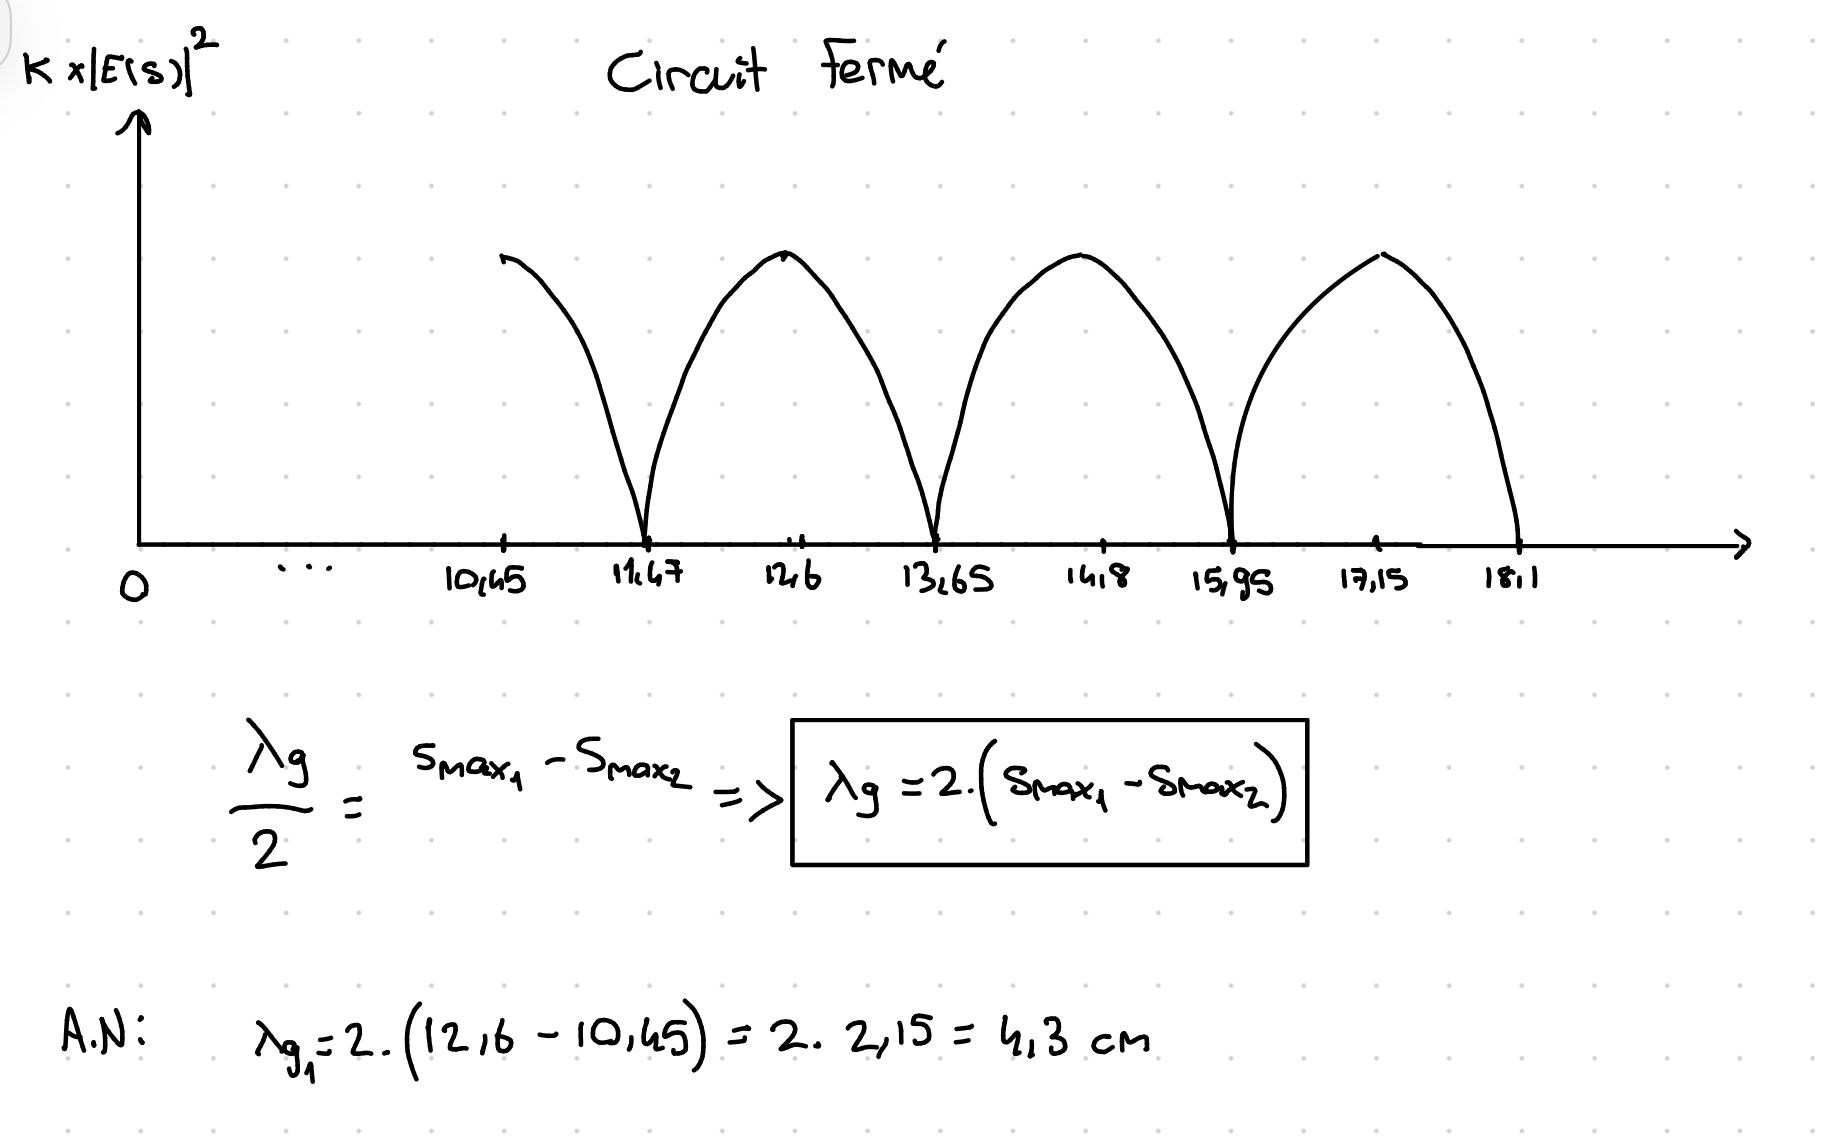 K x|E(s)|²
Circuit Fermé
0 ... 10,45 11,47 12,6 13,65 14,8 15,95 17,15 18,1
λg/2 = Smax₁ - Smax₂ => λg = 2.(Smax₁ - Smax₂)
A.N: λg₁ = 2.(12,6 - 10,45) = 2. 2,15 = 4,3 cm